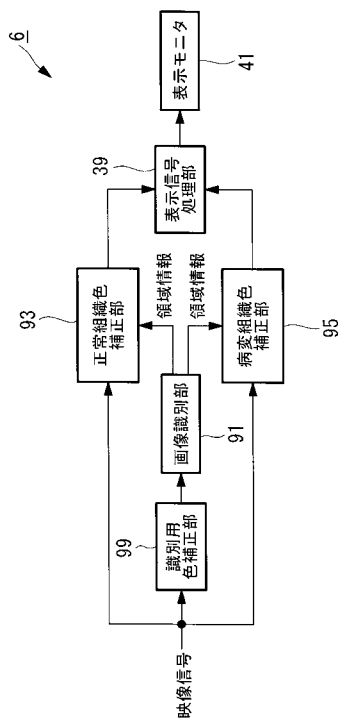 6
映像信号
99
識別用
色補正部
91
画像識別部
93
正常組織色
補正部
領域情報
領域情報
95
病変組織色
補正部
39
表示信号
処理部
41
表示モニタ